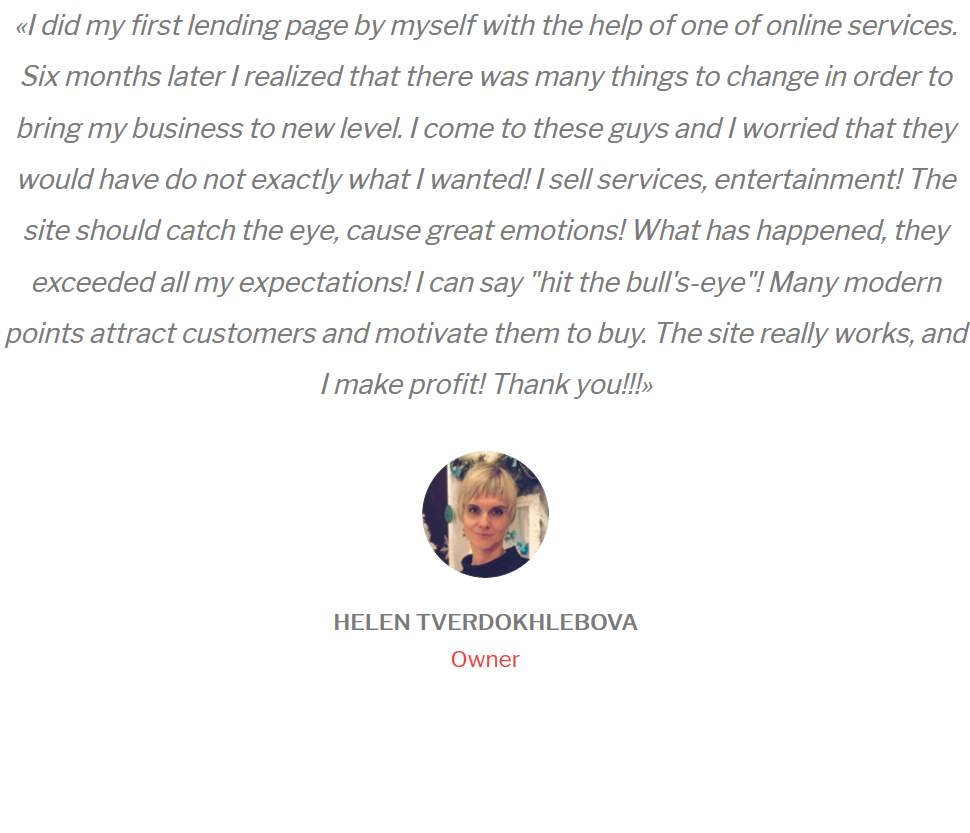 «I did my first lending page by myself with the help of one of online services.
Six months later I realized that there was many things to change in order to
bring my business to new level. I come to these guys and I worried that they
would have do not exactly what I wanted! I sell services, entertainment! The
site should catch the eye, cause great emotions! What has happened, they
exceeded all my expectations! I can say "hit the bull's-eye"! Many modern
points attract customers and motivate them to buy. The site really works, and
I make profit! Thank you!!!»
HELEN TVERDOKHLEBOVA
Owner